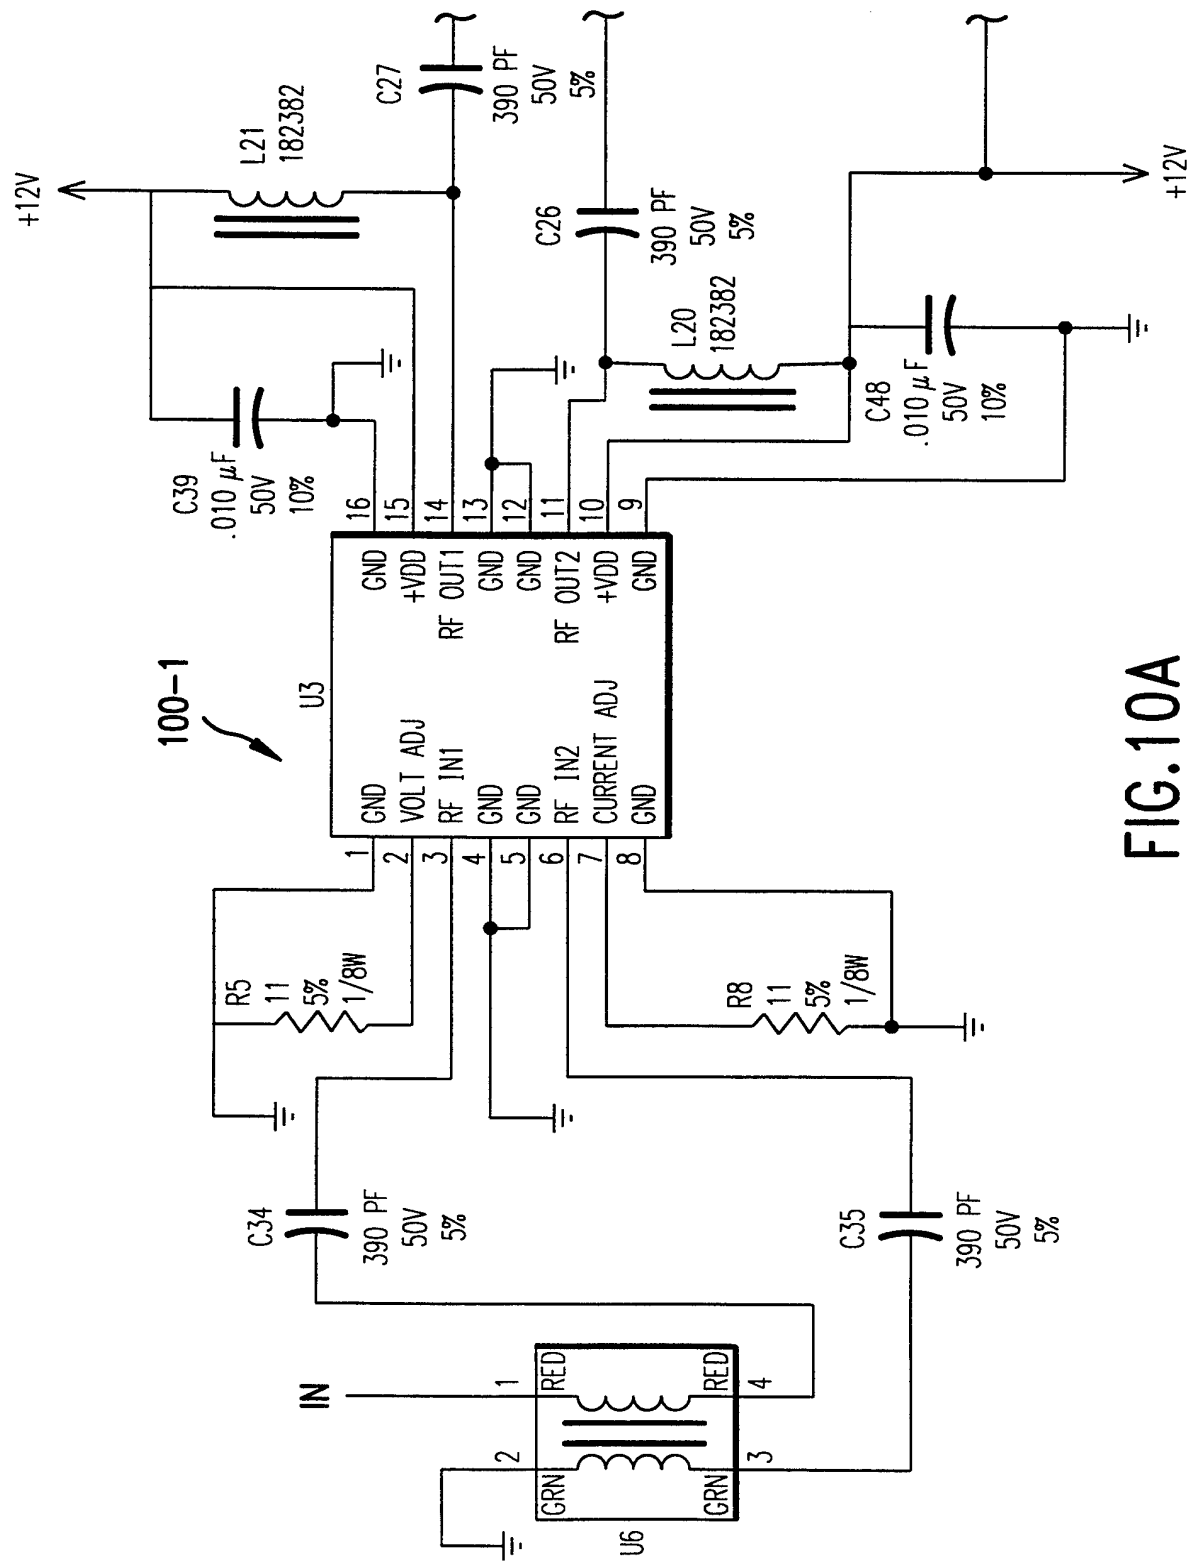 +12V
L21
182382
C27
390 PF
50V
5%
C39
.010 µF
50V
10%
C26
390 PF
50V
5%
L20
182382
C48
.010 µF
50V
10%
+12V
100-1
U3
16
15
14
13
12
11
10
9
GND
+VDD
RF OUT1
GND
GND
RF OUT2
+VDD
GND
GND
VOLT ADJ
RF IN1
GND
GND
RF IN2
CURRENT ADJ
GND
1
2
3
4
5
6
7
8
R5
11
5%
1/8W
R8
11
5%
1/8W
C34
390 PF
50V
5%
C35
390 PF
50V
5%
IN
1
RED
RED
4
2
GRN
GRN
3
U6
FIG.10A